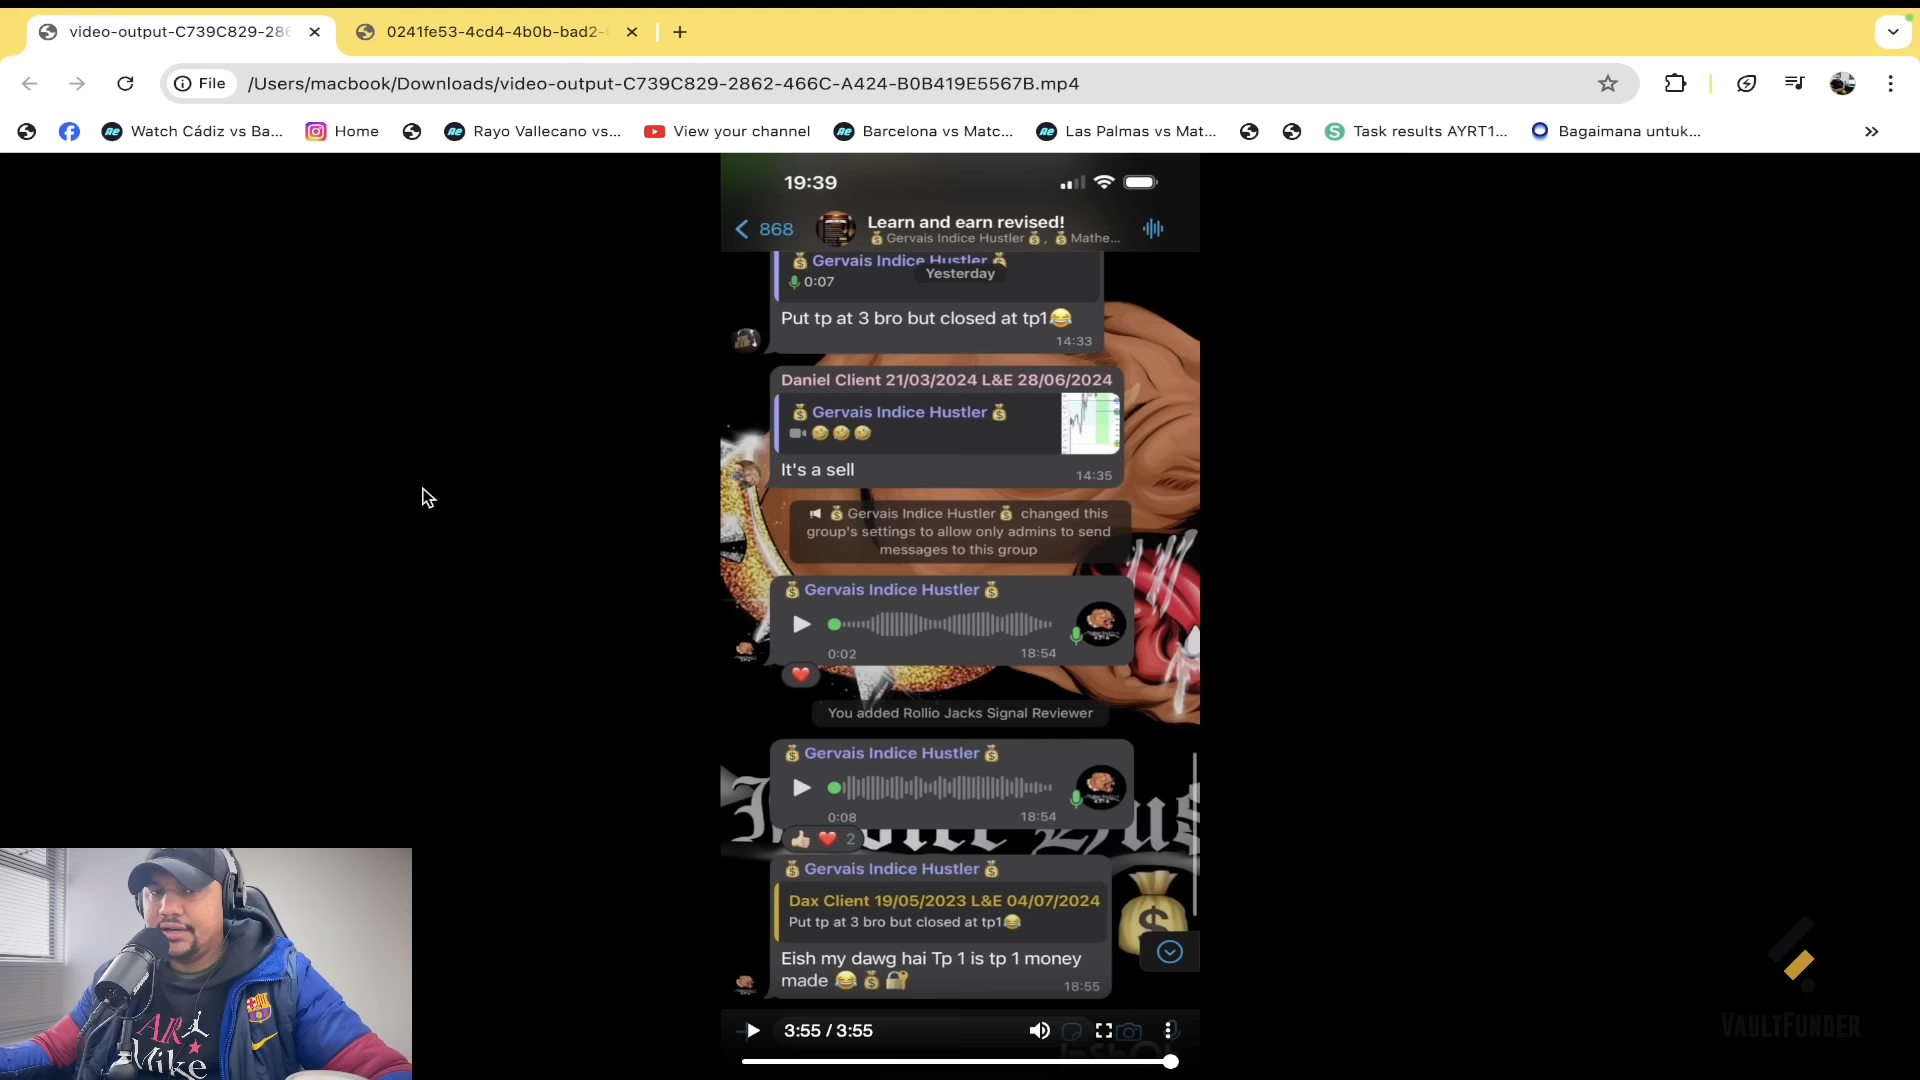 video-output-C739C829-286
0241fe53-4cd4-4b0b-bad2-
File
/Users/macbook/Downloads/video-output-C739C829-2862-466C-A424-B0B419E5567B.mp4
Watch Cádiz vs Ba...
Home
Rayo Vallecano vs...
View your channel
Barcelona vs Matc...
Las Palmas vs Mat...
Task results AYRT1...
Bagaimana untuk...
19:39
868
Learn and earn revised!
💰Gervais Indice Hustler💰, 💰Mathe...
💰Gervais Indice Hustler💰
Yesterday
0:07
Put tp at 3 bro but closed at tp1😂
14:33
Daniel Client 21/03/2024 L&E 28/06/2024
💰Gervais Indice Hustler💰
🤣🤣🤣
It's a sell
14:35
💰Gervais Indice Hustler💰 changed this
group's settings to allow only admins to send
messages to this group
💰Gervais Indice Hustler💰
0:02
18:54
❤️
You added Rollio Jacks Signal Reviewer
💰Gervais Indice Hustler💰
0:08
18:54
👍🏼❤️ 2
💰Gervais Indice Hustler💰
Dax Client 19/05/2023 L&E 04/07/2024
Put tp at 3 bro but closed at tp1😂
Eish my dawg hai Tp 1 is tp 1 money
made 😂💰🔐
18:55
3:55 / 3:55
AR
Mike
VAULTFUNDER